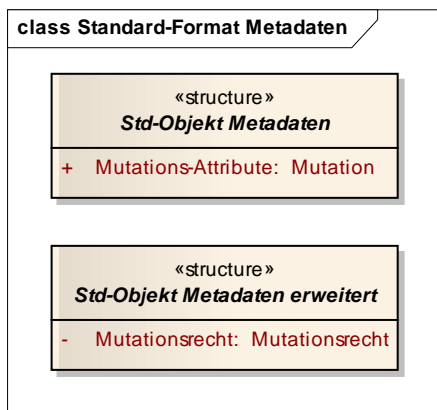 class Standard-Format Metadaten
«structure»
Std-Objekt Metadaten
+ Mutations-Attribute: Mutation
«structure»
Std-Objekt Metadaten erweitert
- Mutationsrecht: Mutationsrecht